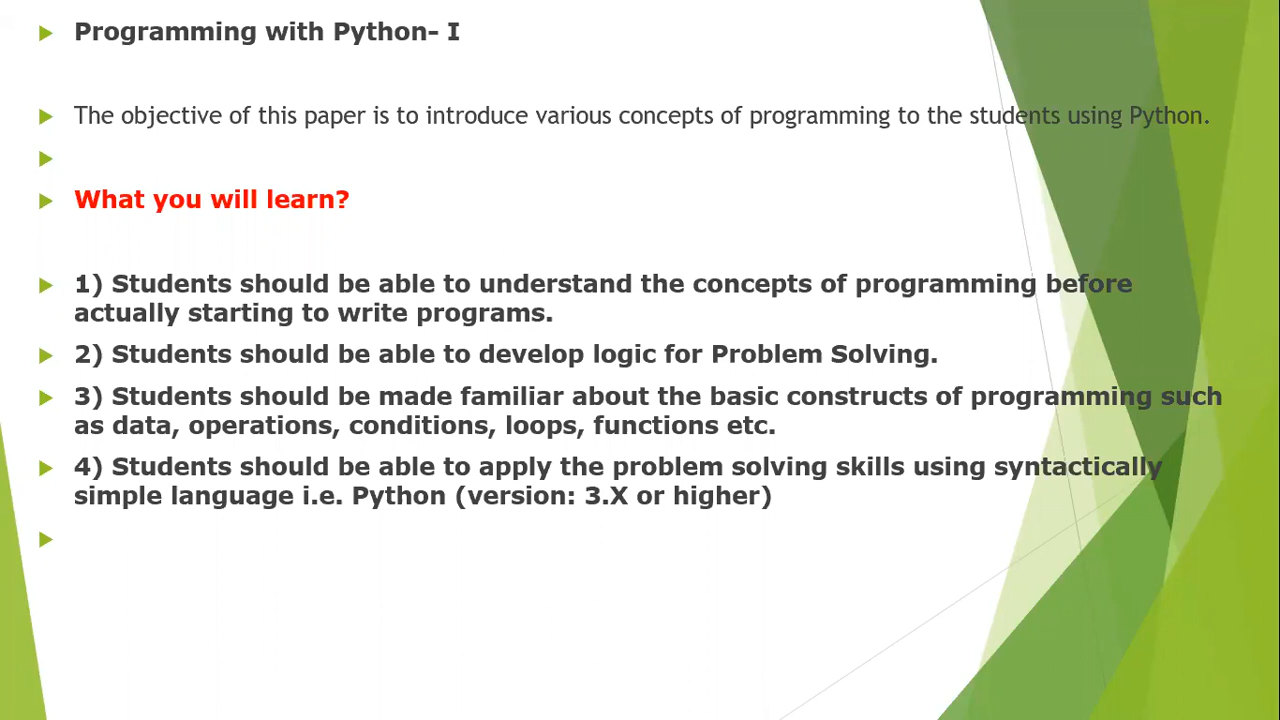 Programming with Python- I
The objective of this paper is to introduce various concepts of programming to the students using Python.
What you will learn?
1) Students should be able to understand the concepts of programming before
actually starting to write programs.
2) Students should be able to develop logic for Problem Solving.
3) Students should be made familiar about the basic constructs of programming such
as data, operations, conditions, loops, functions etc.
4) Students should be able to apply the problem solving skills using syntactically
simple language i.e. Python (version: 3.X or higher)